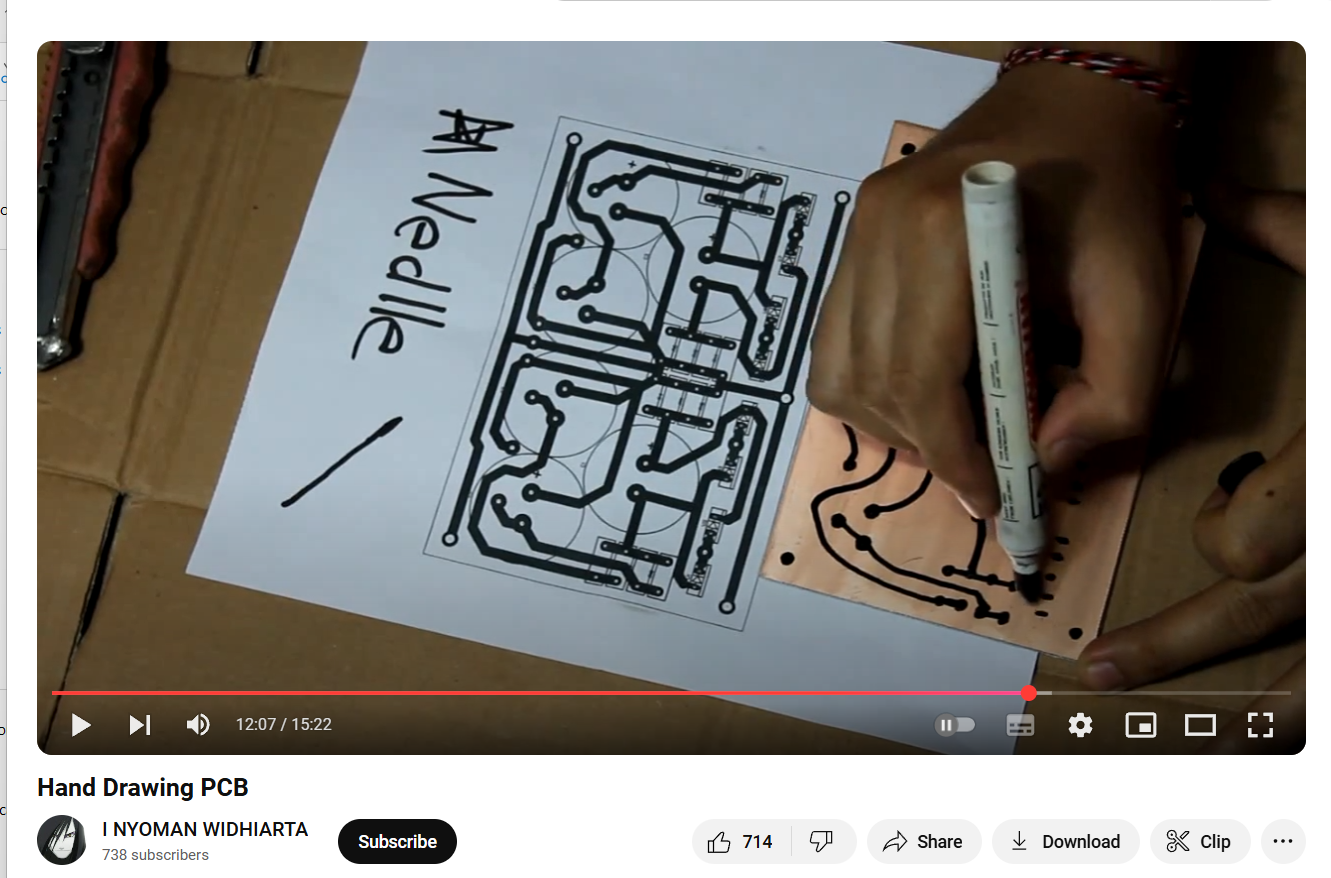 Nedlle
12:07 / 15:22
Hand Drawing PCB
I NYOMAN WIDHIARTA
738 subscribers
Subscribe
714
Share
Download
Clip